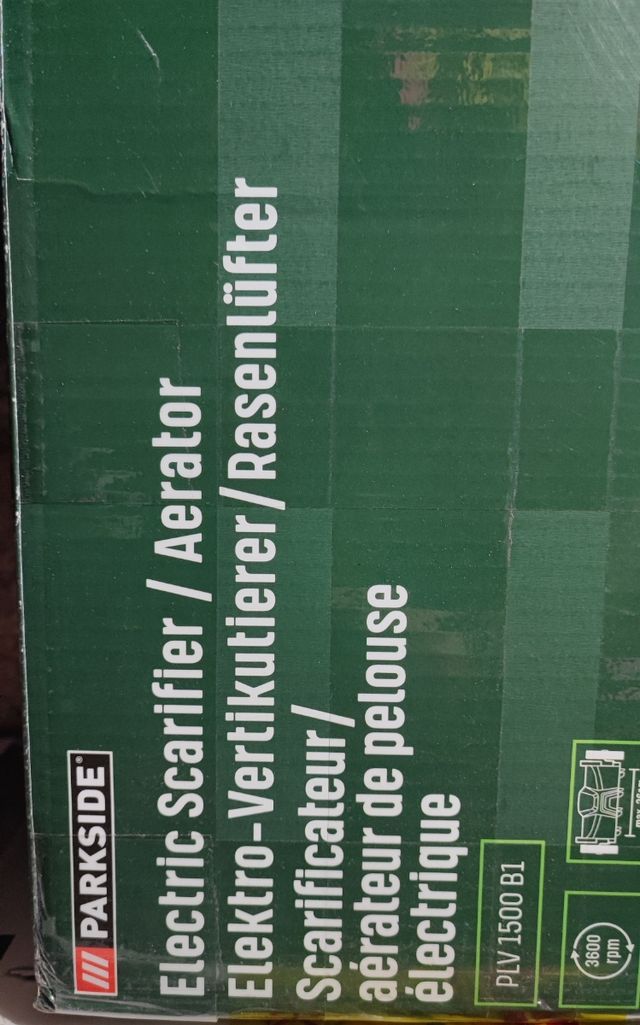 PARKSIDE®
Electric Scarifier / Aerator
Elektro-Vertikutierer/Rasenlüfter
Scarificateur/
aérateur de pelouse
électrique
PLV 1500 B1
3600
rpm